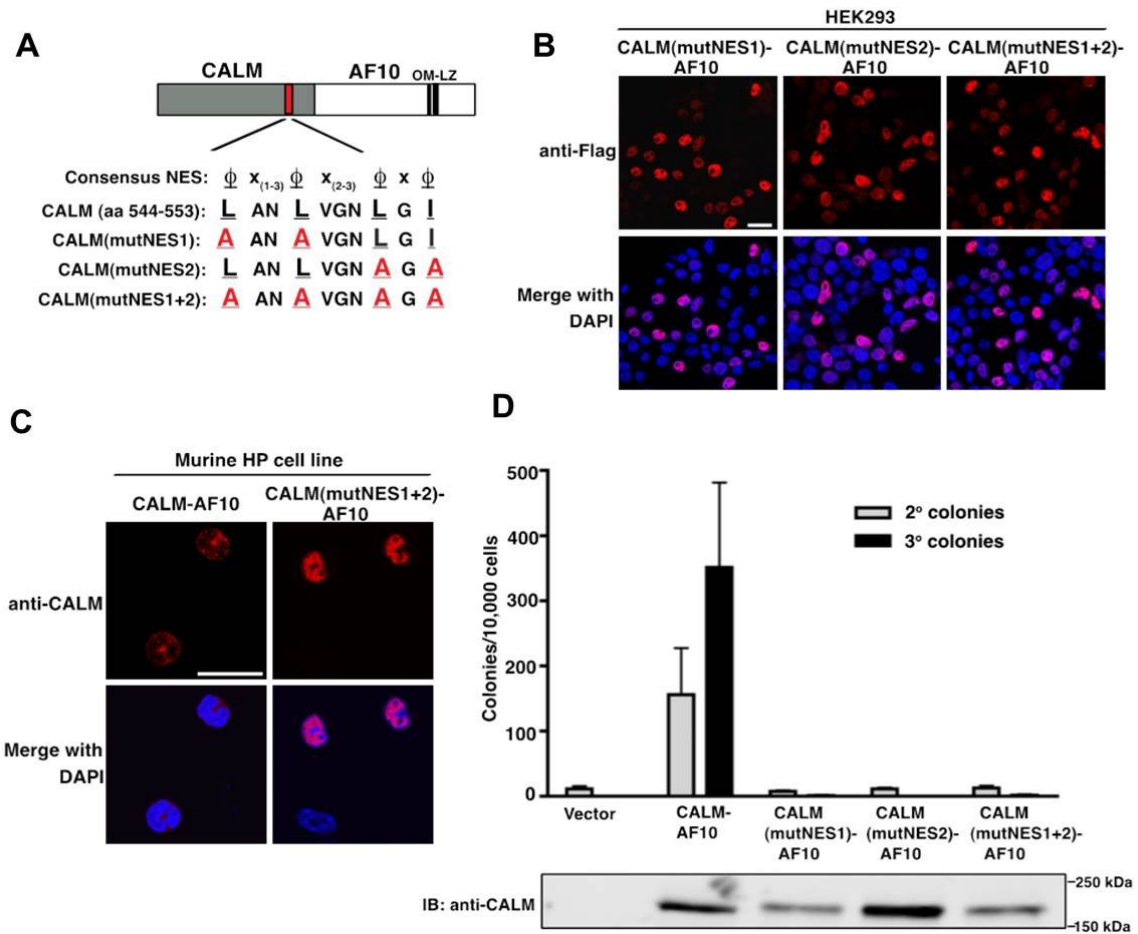 A
CALM AF10 OM-LZ
Consensus NES: ϕ x(1-3) ϕ x(2-3) ϕ x ϕ
CALM (aa 544-553): L AN L VGN L G I
CALM(mutNES1): A AN A VGN L G I
CALM(mutNES2): L AN L VGN A G A
CALM(mutNES1+2): A AN A VGN A G A
B
HEK293
CALM(mutNES1)-
AF10
CALM(mutNES2)-
AF10
CALM(mutNES1+2)-
AF10
anti-Flag
Merge with
DAPI
C
Murine HP cell line
CALM-AF10
CALM(mutNES1+2)-
AF10
anti-CALM
Merge with
DAPI
D
Colonies/10,000 cells
500
400
300
200
100
0
2º colonies
3º colonies
Vector
CALM-
AF10
CALM
(mutNES1)-
AF10
CALM
(mutNES2)-
AF10
CALM
(mutNES1+2)-
AF10
IB: anti-CALM
-250 kDa
-150 kDa